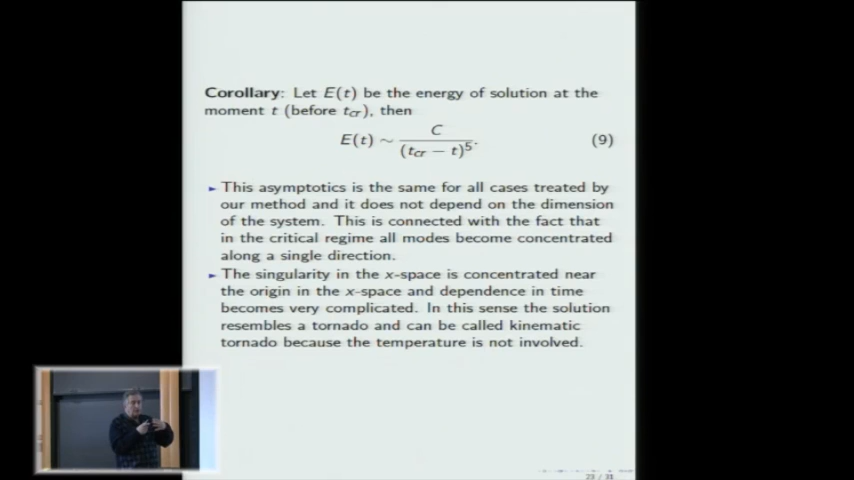 Corollary: Let E(t) be the energy of solution at the
moment t (before t_cr), then
E(t) ~ C / (t_cr − t)^5. (9)
► This asymptotics is the same for all cases treated by
our method and it does not depend on the dimension
of the system. This is connected with the fact that
in the critical regime all modes become concentrated
along a single direction.
► The singularity in the x-space is concentrated near
the origin in the x-space and dependence in time
becomes very complicated. In this sense the solution
resembles a tornado and can be called kinematic
tornado because the temperature is not involved.
23 / 31